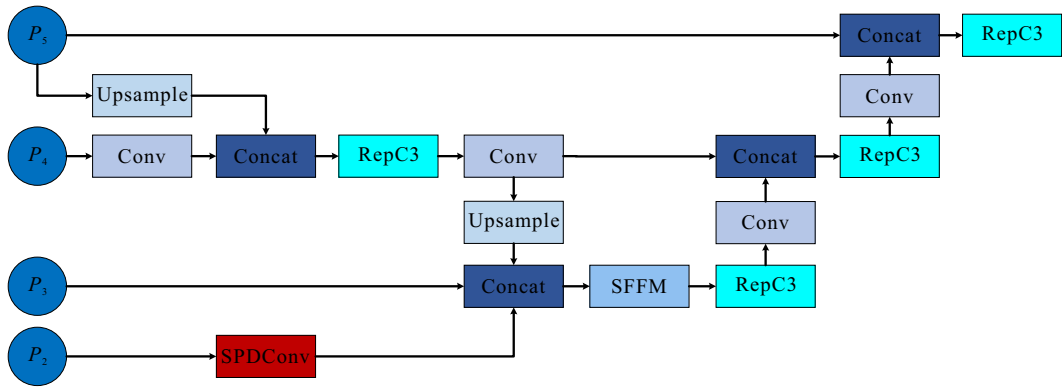 P5
Concat
RepC3
Upsample
Conv
P4
Conv
Concat
RepC3
Conv
Concat
RepC3
Upsample
Conv
P3
Concat
SFFM
RepC3
P2
SPDConv